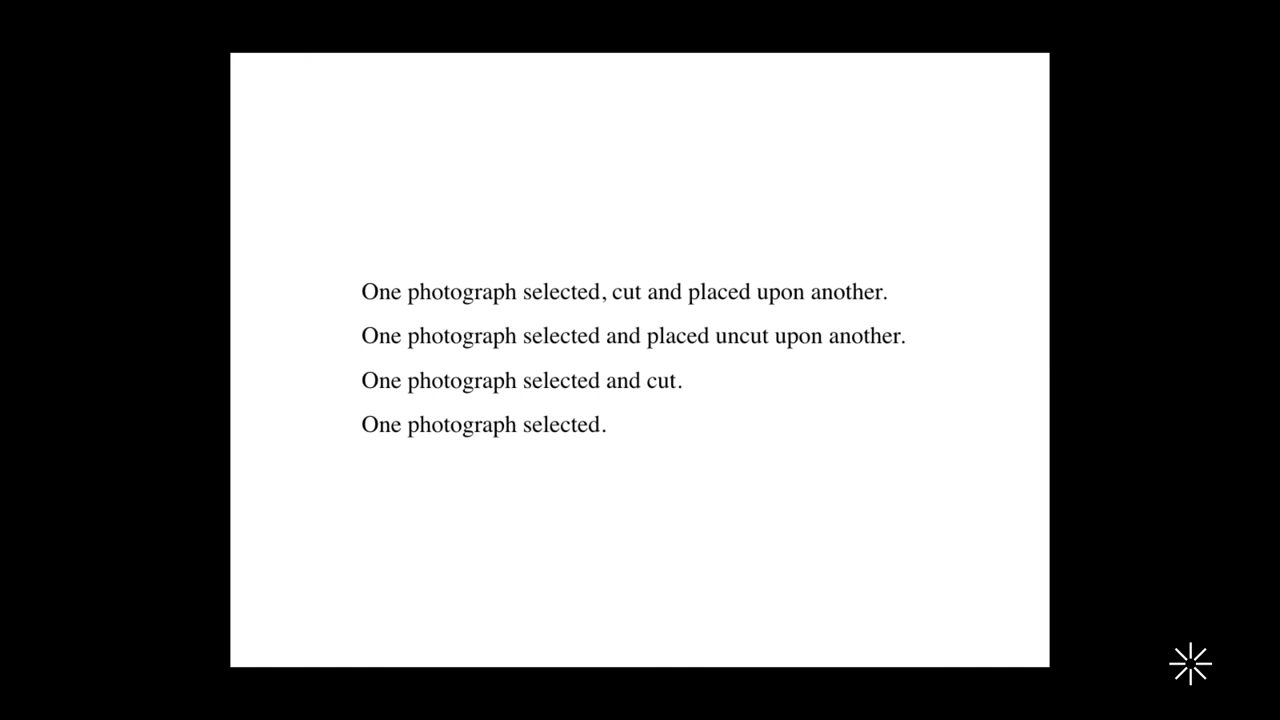 One photograph selected, cut and placed upon another.
One photograph selected and placed uncut upon another.
One photograph selected and cut.
One photograph selected.